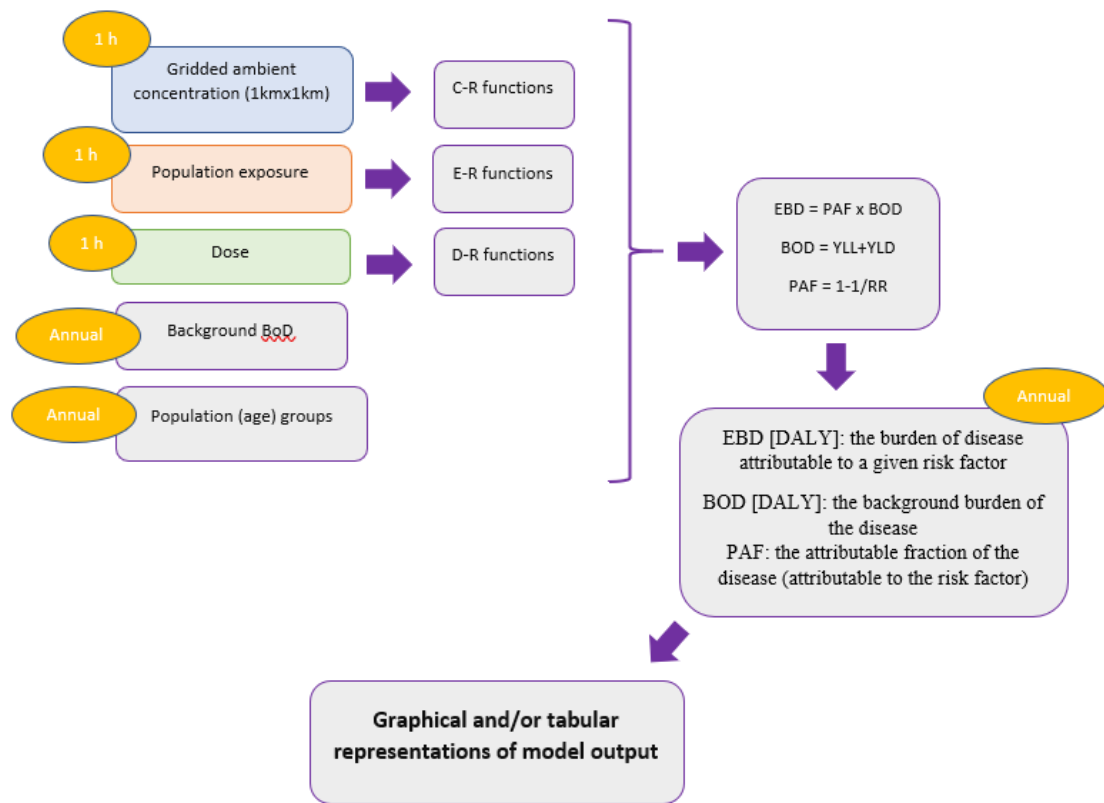 1 h
Gridded ambient
concentration (1kmx1km)
C-R functions
1 h
Population exposure
E-R functions
1 h
Dose
D-R functions
Annual
Background BoD
Annual
Population (age) groups
EBD = PAF x BOD
BOD = YLL+YLD
PAF = 1-1/RR
Annual
EBD [DALY]: the burden of disease
attributable to a given risk factor
BOD [DALY]: the background burden of
the disease
PAF: the attributable fraction of the
disease (attributable to the risk factor)
Graphical and/or tabular
representations of model output